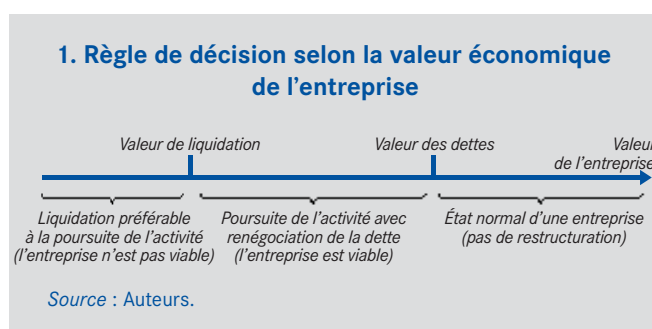 1. Règle de décision selon la valeur économique
de l'entreprise
Valeur de liquidation
Valeur des dettes
Valeur
de l'entreprise
Liquidation préférable
à la poursuite de l'activité
(l'entreprise n'est pas viable)
Poursuite de l'activité avec
renégociation de la dette
(l'entreprise est viable)
État normal d'une entreprise
(pas de restructuration)
Source : Auteurs.